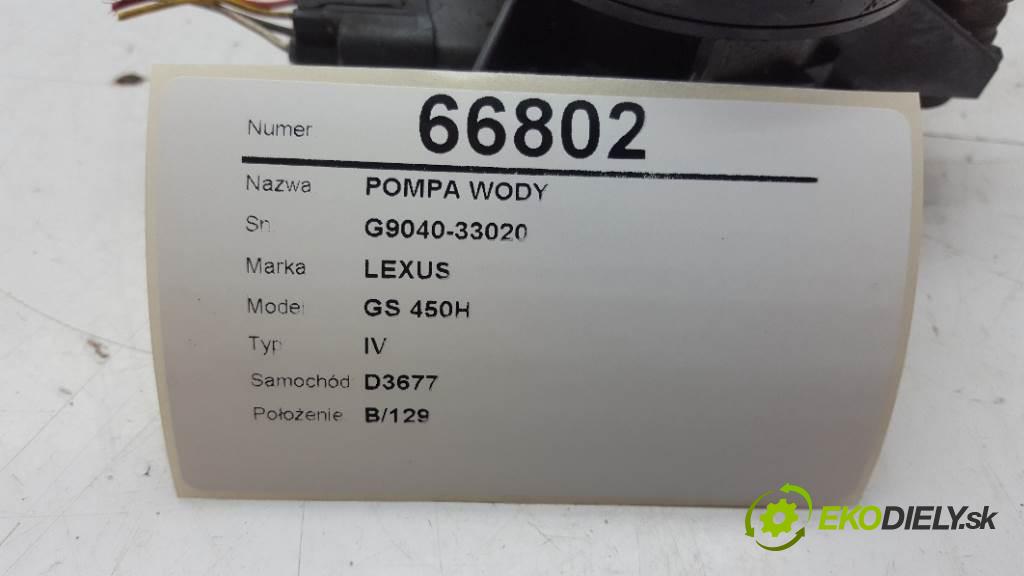 Numer 66802
Nazwa POMPA WODY
Sn G9040-33020
Marka LEXUS
Model GS 450H
Typ IV
Samochód D3677
Położenie B/129
EKODIELY.sk